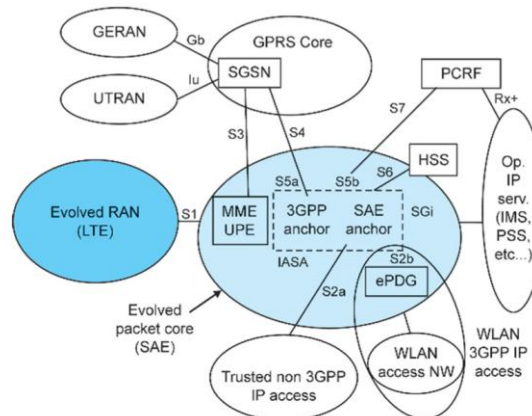 GERAN
Gb
GPRS Core
SGSN
UTRAN
Iu
PCRF
Rx+
S7
S3
S4
HSS
Op.
IP
serv.
(IMS,
PSS,
etc...)
S5a
S5b
S6
Evolved RAN
(LTE)
S1
MME
UPE
3GPP
anchor
SAE
anchor
SGi
IASA
S2b
ePDG
S2a
Evolved
packet core
(SAE)
WLAN
3GPP IP
access
Trusted non 3GPP
IP access
WLAN
access NW